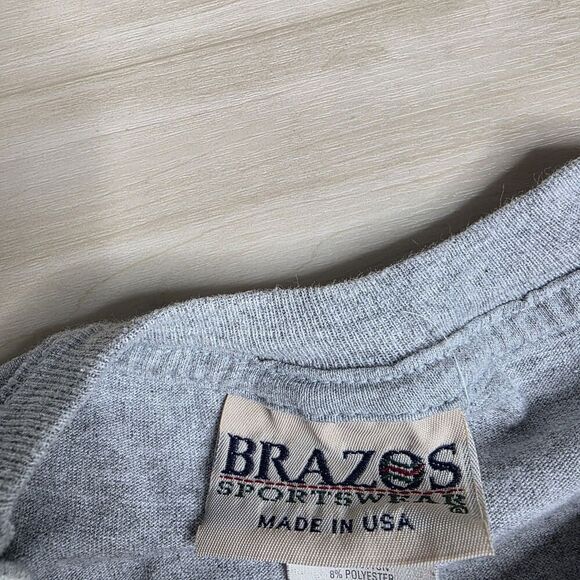 BRAZOS
SPORTSWEAR
MADE IN USA
8% POLYESTER